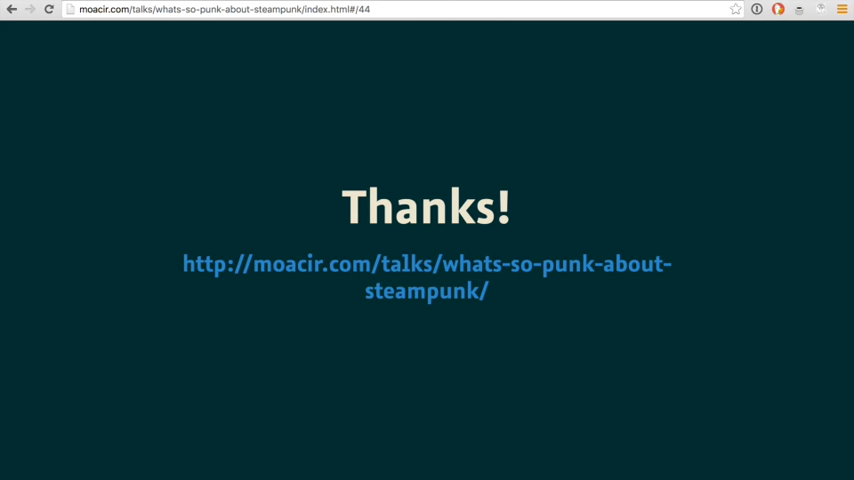 moacir.com/talks/whats-so-punk-about-steampunk/index.html#/44
Thanks!
http://moacir.com/talks/whats-so-punk-about-
steampunk/